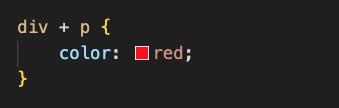 div + p {
    color: red;
}